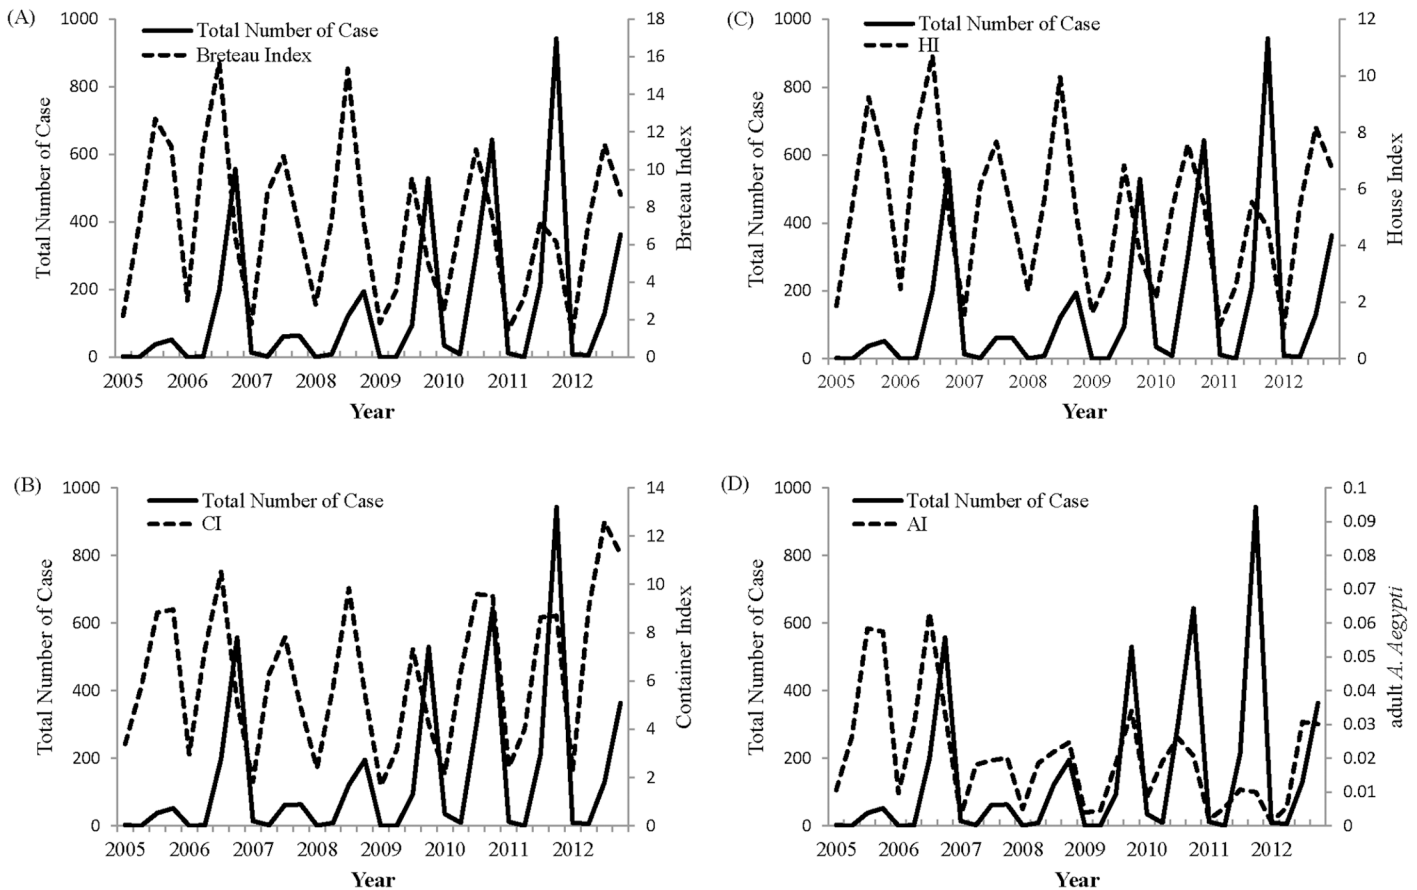 (A)
1000
800
600
400
200
0
Total Number of Case
Total Number of Case
Breteau Index
18
16
14
12
10
8
6
4
2
0
Breteau Index
2005 2006 2007 2008 2009 2010 2011 2012
Year
(C)
1000
800
600
400
200
0
Total Number of Case
Total Number of Case
HI
12
10
8
6
4
2
0
House Index
2005 2006 2007 2008 2009 2010 2011 2012
Year
(B)
1000
800
600
400
200
0
Total Number of Case
Total Number of Case
CI
14
12
10
8
6
4
2
0
Container Index
2005 2006 2007 2008 2009 2010 2011 2012
Year
(D)
1000
800
600
400
200
0
Total Number of Case
Total Number of Case
AI
0.1
0.09
0.08
0.07
0.06
0.05
0.04
0.03
0.02
0.01
0
adult A. Aegypti
2005 2006 2007 2008 2009 2010 2011 2012
Year